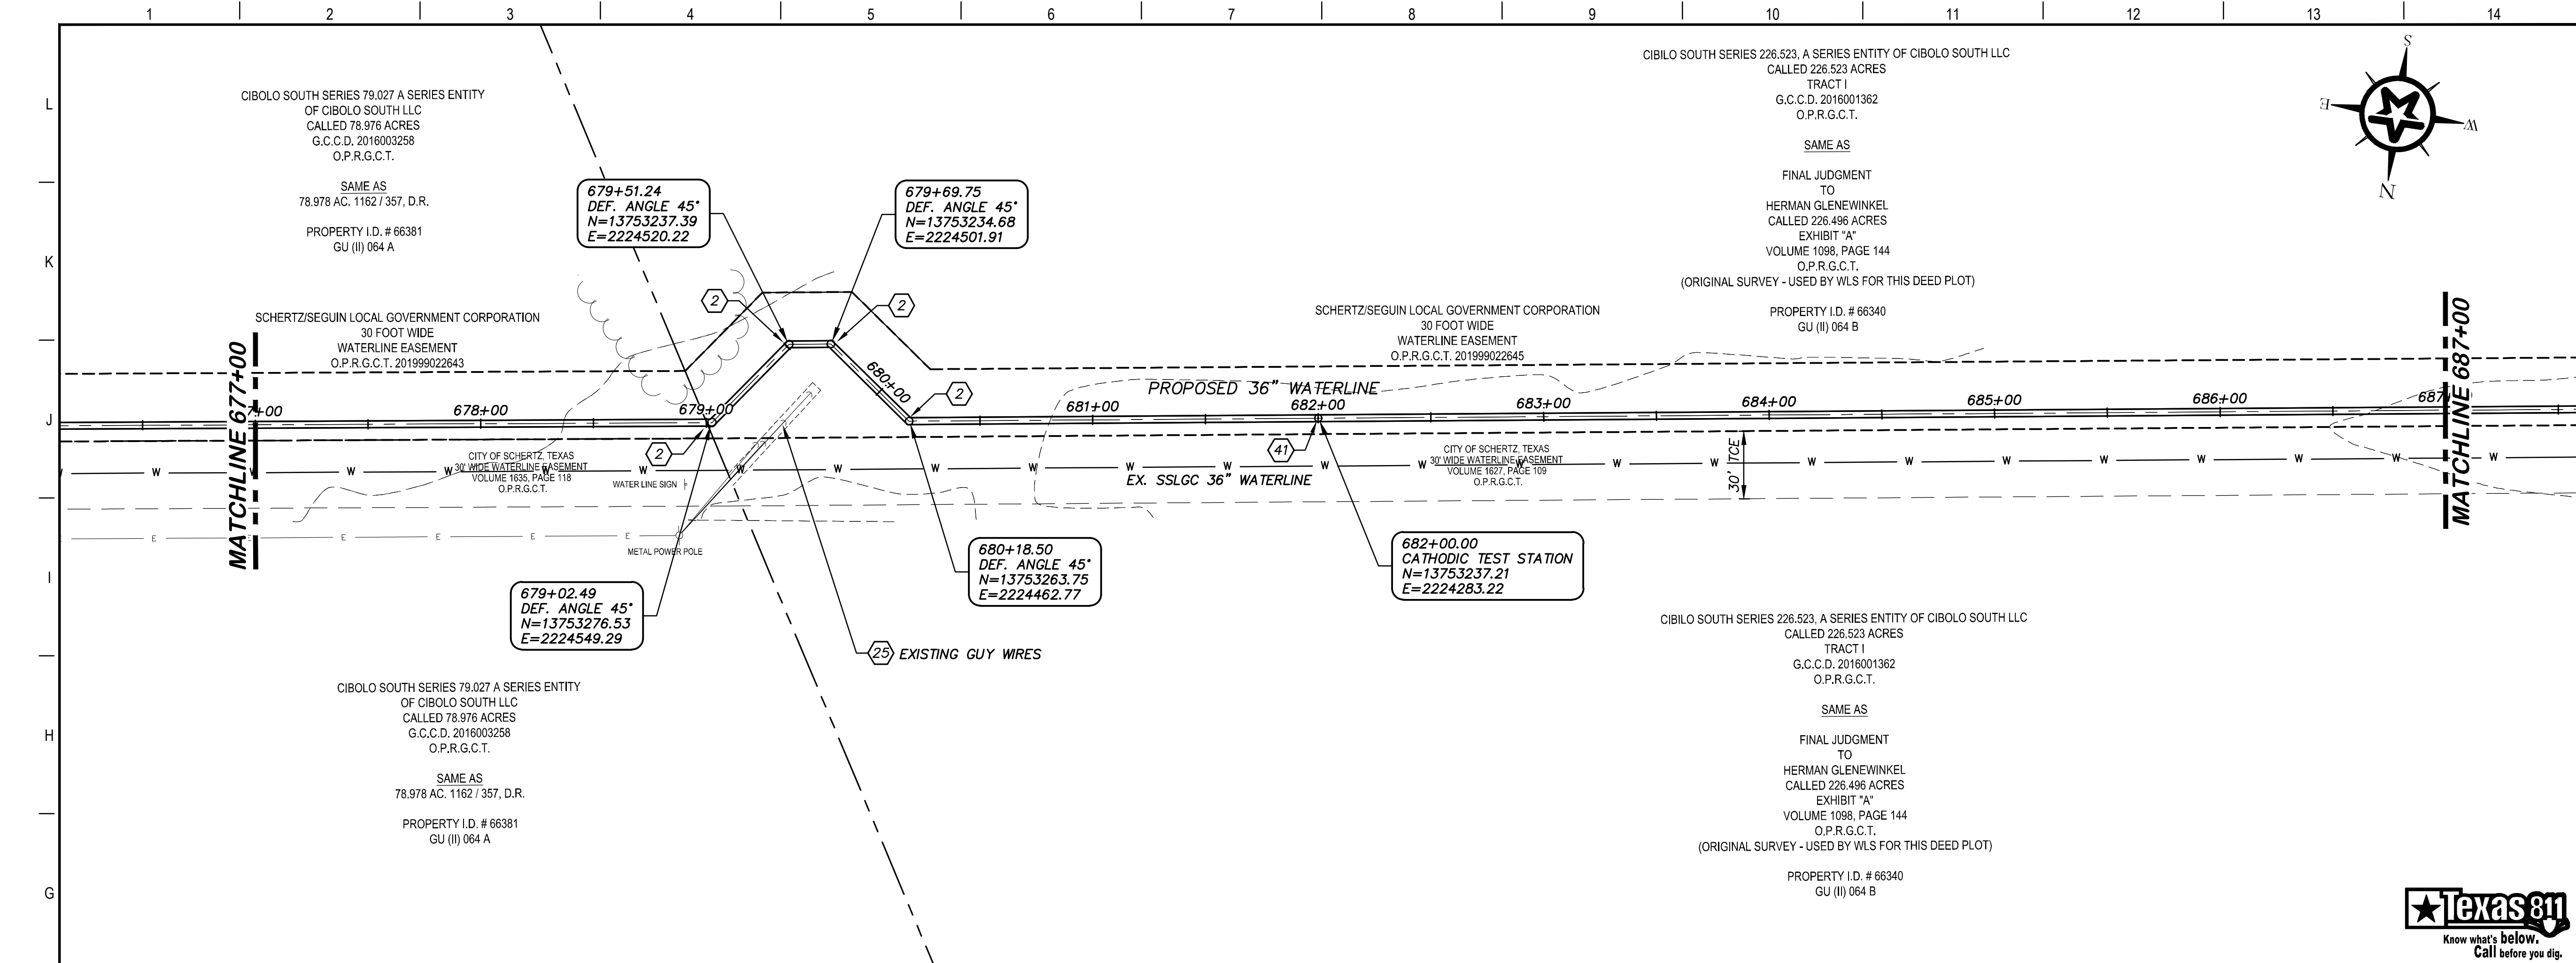 1 2 3 4 5 6 7 8 9 10 11 12 13 14
L
K
J
I
H
G
CIBOLO SOUTH SERIES 79.027 A SERIES ENTITY
OF CIBOLO SOUTH LLC
CALLED 78.976 ACRES
G.C.C.D. 2016003258
O.P.R.G.C.T.
SAME AS
78.978 AC. 1162 / 357, D.R.
PROPERTY I.D. # 66381
GU (II) 064 A
CIBILO SOUTH SERIES 226.523, A SERIES ENTITY OF CIBOLO SOUTH LLC
CALLED 226.523 ACRES
TRACT I
G.C.C.D. 2016001362
O.P.R.G.C.T.
SAME AS
FINAL JUDGMENT
TO
HERMAN GLENEWINKEL
CALLED 226.496 ACRES
EXHIBIT "A"
VOLUME 1098, PAGE 144
O.P.R.G.C.T.
(ORIGINAL SURVEY - USED BY WLS FOR THIS DEED PLOT)
PROPERTY I.D. # 66340
GU (II) 064 B
S
E
W
N
679+51.24
DEF. ANGLE 45°
N=13753237.39
E=2224520.22
679+69.75
DEF. ANGLE 45°
N=13753234.68
E=2224501.91
2
2
SCHERTZ/SEGUIN LOCAL GOVERNMENT CORPORATION
30 FOOT WIDE
WATERLINE EASEMENT
O.P.R.G.C.T. 201999022643
SCHERTZ/SEGUIN LOCAL GOVERNMENT CORPORATION
30 FOOT WIDE
WATERLINE EASEMENT
O.P.R.G.C.T. 201999022645
MATCHLINE 677+00
MATCHLINE 687+00
PROPOSED 36" WATERLINE
7+00 678+00 679+00 680+00 681+00 682+00 683+00 684+00 685+00 686+00 687
2
2
41
CITY OF SCHERTZ, TEXAS
30' WIDE WATERLINE EASEMENT
VOLUME 1635, PAGE 118
O.P.R.G.C.T.
CITY OF SCHERTZ, TEXAS
30' WIDE WATERLINE EASEMENT
VOLUME 1627, PAGE 109
O.P.R.G.C.T.
30' TCE
W W W W W W W W W W W W W W W W W W W W W W W W W W
WATER LINE SIGN
EX. SSLGC 36" WATERLINE
E E E E E E
METAL POWER POLE
679+02.49
DEF. ANGLE 45°
N=13753276.53
E=2224549.29
680+18.50
DEF. ANGLE 45°
N=13753263.75
E=2224462.77
682+00.00
CATHODIC TEST STATION
N=13753237.21
E=2224283.22
25 EXISTING GUY WIRES
CIBOLO SOUTH SERIES 79.027 A SERIES ENTITY
OF CIBOLO SOUTH LLC
CALLED 78.976 ACRES
G.C.C.D. 2016003258
O.P.R.G.C.T.
SAME AS
78.978 AC. 1162 / 357, D.R.
PROPERTY I.D. # 66381
GU (II) 064 A
CIBILO SOUTH SERIES 226.523, A SERIES ENTITY OF CIBOLO SOUTH LLC
CALLED 226.523 ACRES
TRACT I
G.C.C.D. 2016001362
O.P.R.G.C.T.
SAME AS
FINAL JUDGMENT
TO
HERMAN GLENEWINKEL
CALLED 226.496 ACRES
EXHIBIT "A"
VOLUME 1098, PAGE 144
O.P.R.G.C.T.
(ORIGINAL SURVEY - USED BY WLS FOR THIS DEED PLOT)
PROPERTY I.D. # 66340
GU (II) 064 B
Texas 811
Know what's below.
Call before you dig.